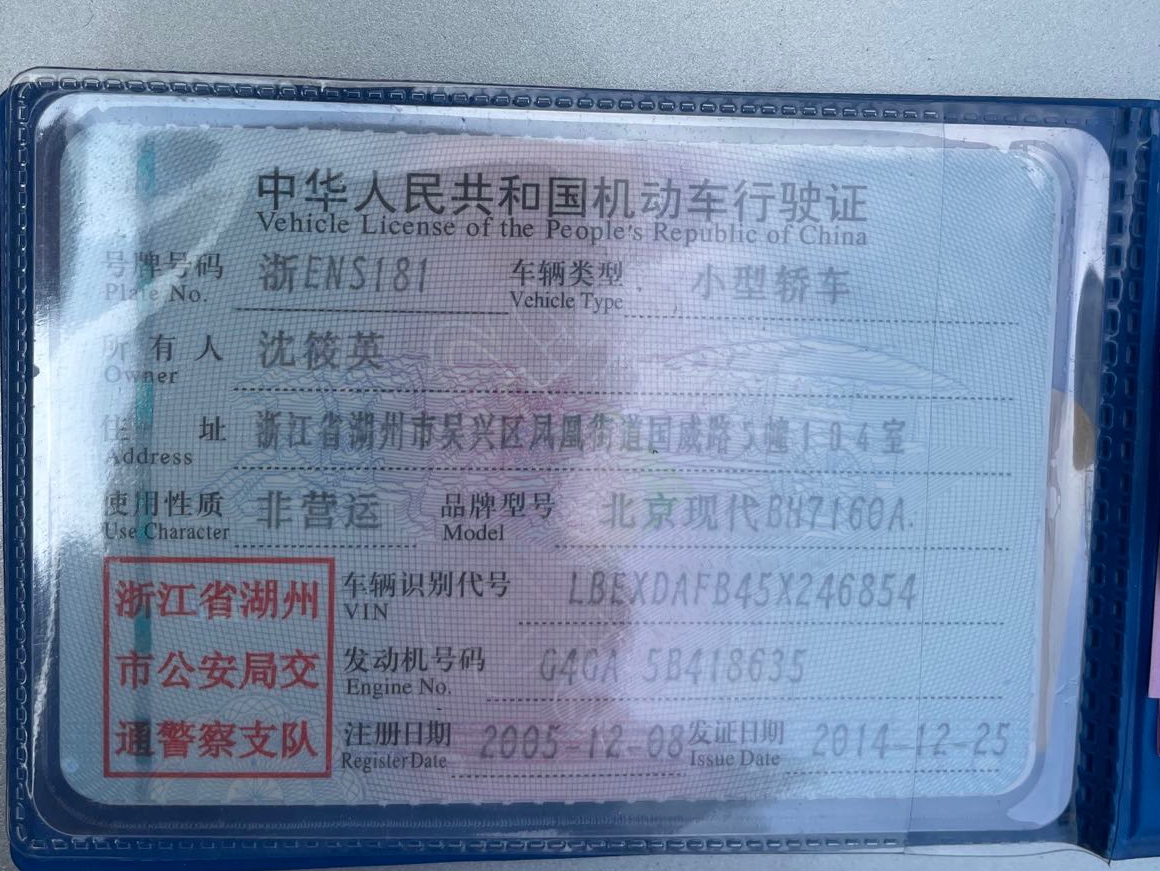 中华人民共和国机动车行驶证
Vehicle License of the People's Republic of China
号牌号码 浙ENS181 车辆类型 小型轿车
Plate No. Vehicle Type
所有人 沈筱英
Owner
住址 浙江省湖州市吴兴区凤凰街道国威路5幢104室
Address
使用性质 非营运 品牌型号 北京现代BH7160A
Use Character Model
浙江省湖州
市公安局交
通警察支队
车辆识别代号 LBEXDAFB45X246854
VIN
发动机号码 G4GA 5B418635
Engine No.
注册日期 2005-12-08 发证日期 2014-12-25
Register Date Issue Date